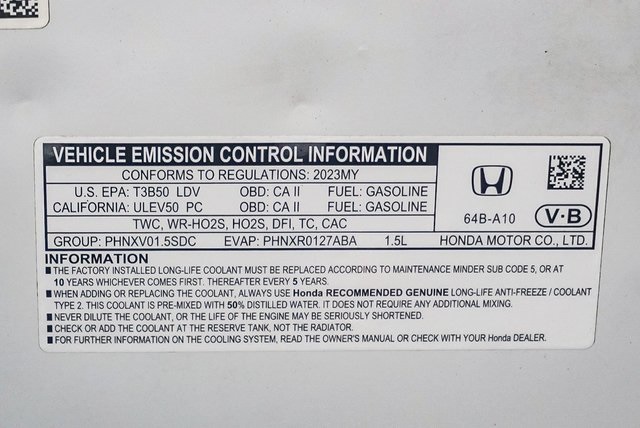 VEHICLE EMISSION CONTROL INFORMATION
CONFORMS TO REGULATIONS: 2023MY
U.S. EPA: T3B50 LDV OBD: CA II FUEL: GASOLINE
CALIFORNIA: ULEV50 PC OBD: CA II FUEL: GASOLINE
TWC, WR-HO2S, HO2S, DFI, TC, CAC
GROUP: PHNXV01.5SDC EVAP: PHNXR0127ABA 1.5L
64B-A10 V·B
HONDA MOTOR CO., LTD.
INFORMATION
■ THE FACTORY INSTALLED LONG-LIFE COOLANT MUST BE REPLACED ACCORDING TO MAINTENANCE MINDER SUB CODE 5, OR AT
10 YEARS WHICHEVER COMES FIRST. THEREAFTER EVERY 5 YEARS.
■ WHEN ADDING OR REPLACING THE COOLANT, ALWAYS USE Honda RECOMMENDED GENUINE LONG-LIFE ANTI-FREEZE / COOLANT
TYPE 2. THIS COOLANT IS PRE-MIXED WITH 50% DISTILLED WATER. IT DOES NOT REQUIRE ANY ADDITIONAL MIXING.
■ NEVER DILUTE THE COOLANT, OR THE LIFE OF THE ENGINE MAY BE SERIOUSLY SHORTENED.
■ CHECK OR ADD THE COOLANT AT THE RESERVE TANK, NOT THE RADIATOR.
■ FOR FURTHER INFORMATION ON THE COOLING SYSTEM, READ THE OWNER'S MANUAL OR CHECK WITH YOUR Honda DEALER.